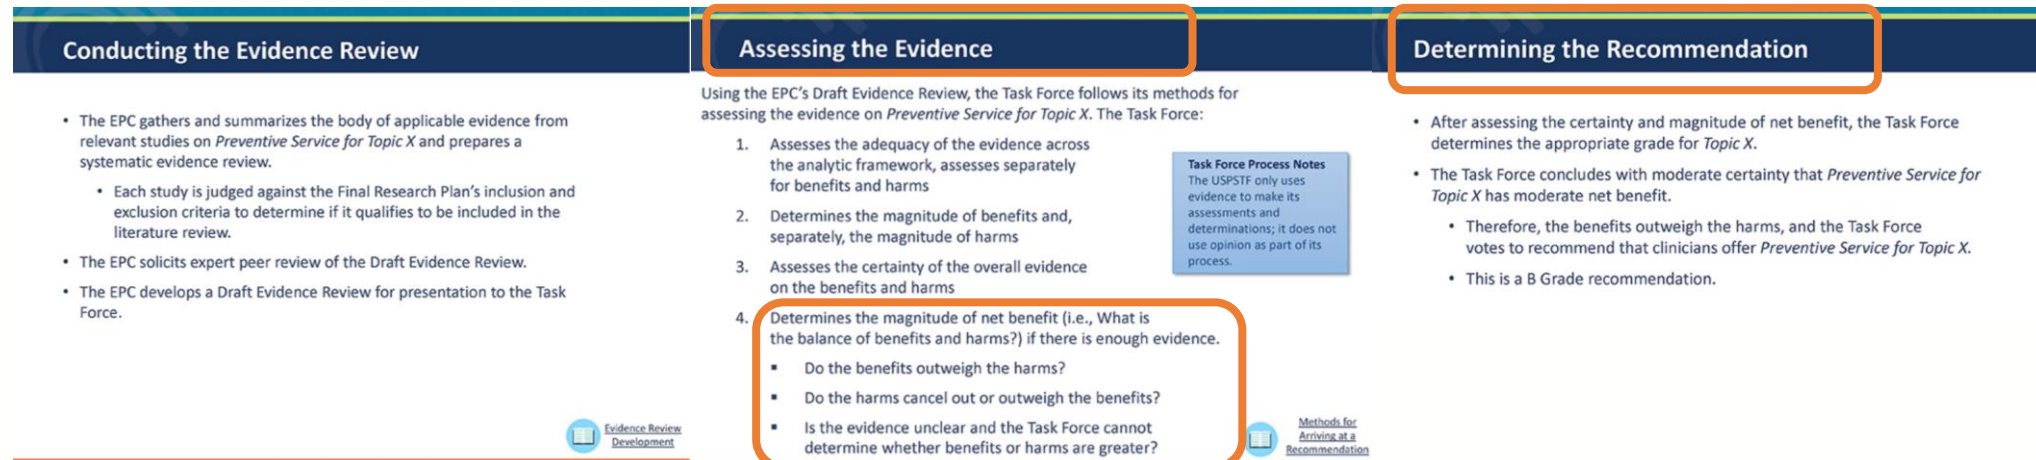 Conducting the Evidence Review
• The EPC gathers and summarizes the body of applicable evidence from
relevant studies on Preventive Service for Topic X and prepares a
systematic evidence review.
• Each study is judged against the Final Research Plan's inclusion and
exclusion criteria to determine if it qualifies to be included in the
literature review.
• The EPC solicits expert peer review of the Draft Evidence Review.
• The EPC develops a Draft Evidence Review for presentation to the Task
Force.
Evidence Review
Development
Assessing the Evidence
Using the EPC's Draft Evidence Review, the Task Force follows its methods for
assessing the evidence on Preventive Service for Topic X. The Task Force:
1. Assesses the adequacy of the evidence across
the analytic framework, assesses separately
for benefits and harms
2. Determines the magnitude of benefits and,
separately, the magnitude of harms
3. Assesses the certainty of the overall evidence
on the benefits and harms
4. Determines the magnitude of net benefit (i.e., What is
the balance of benefits and harms?) if there is enough evidence.
▪ Do the benefits outweigh the harms?
▪ Do the harms cancel out or outweigh the benefits?
▪ Is the evidence unclear and the Task Force cannot
determine whether benefits or harms are greater?
Task Force Process Notes
The USPSTF only uses
evidence to make its
assessments and
determinations; it does not
use opinion as part of its
process.
Methods for
Arriving at a
Recommendation
Determining the Recommendation
• After assessing the certainty and magnitude of net benefit, the Task Force
determines the appropriate grade for Topic X.
• The Task Force concludes with moderate certainty that Preventive Service for
Topic X has moderate net benefit.
• Therefore, the benefits outweigh the harms, and the Task Force
votes to recommend that clinicians offer Preventive Service for Topic X.
• This is a B Grade recommendation.